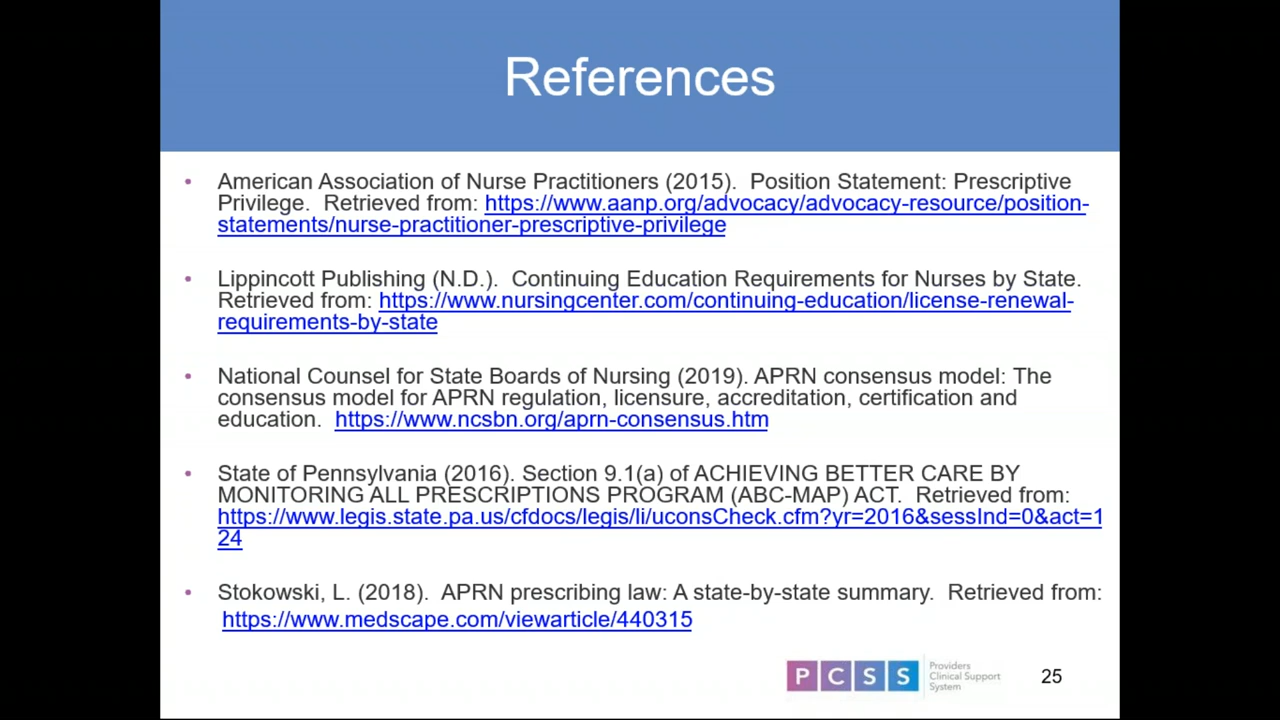 References
• American Association of Nurse Practitioners (2015).  Position Statement: Prescriptive
Privilege.  Retrieved from: https://www.aanp.org/advocacy/advocacy-resource/position-
statements/nurse-practitioner-prescriptive-privilege
• Lippincott Publishing (N.D.).  Continuing Education Requirements for Nurses by State.
Retrieved from: https://www.nursingcenter.com/continuing-education/license-renewal-
requirements-by-state
• National Counsel for State Boards of Nursing (2019). APRN consensus model: The
consensus model for APRN regulation, licensure, accreditation, certification and
education.  https://www.ncsbn.org/aprn-consensus.htm
• State of Pennsylvania (2016). Section 9.1(a) of ACHIEVING BETTER CARE BY
MONITORING ALL PRESCRIPTIONS PROGRAM (ABC-MAP) ACT.  Retrieved from:
https://www.legis.state.pa.us/cfdocs/legis/li/uconsCheck.cfm?yr=2016&sessInd=0&act=1
24
• Stokowski, L. (2018).  APRN prescribing law: A state-by-state summary.  Retrieved from:
https://www.medscape.com/viewarticle/440315
PCSS
Providers
Clinical Support
System
25